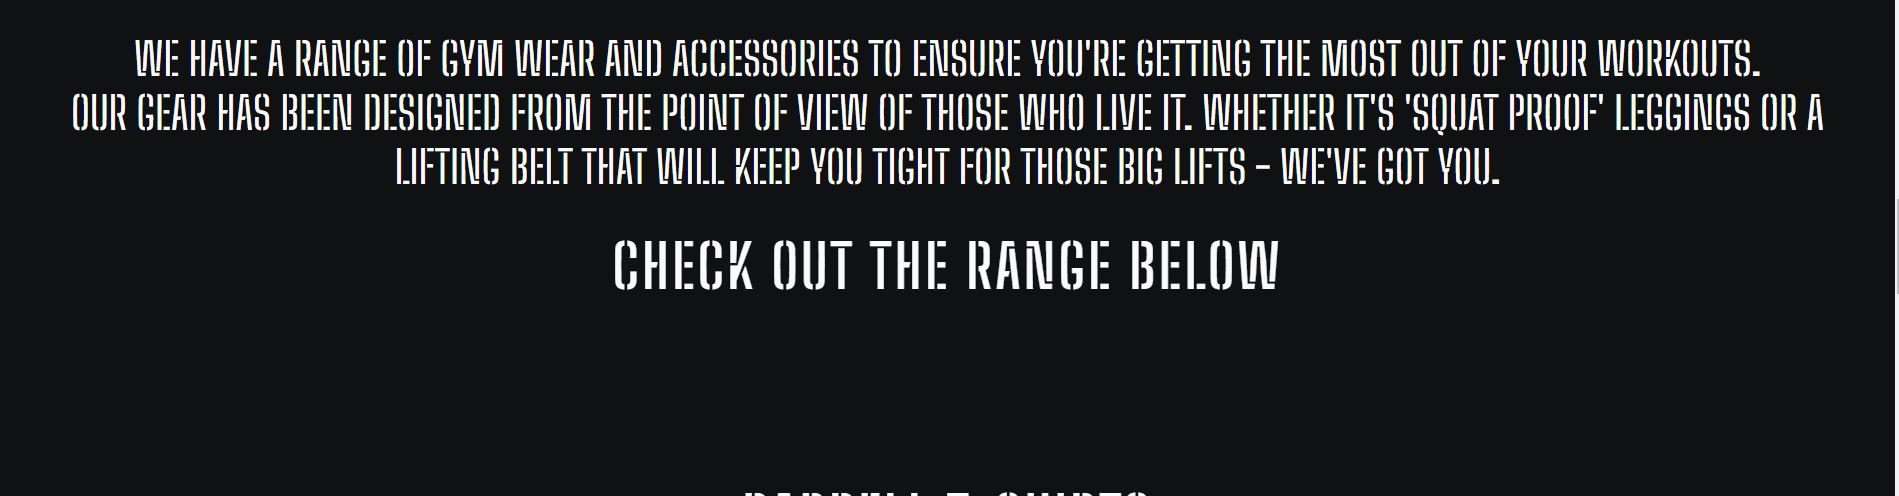 WE HAVE A RANGE OF GYM WEAR AND ACCESSORIES TO ENSURE YOU'RE GETTING THE MOST OUT OF YOUR WORKOUTS.
OUR GEAR HAS BEEN DESIGNED FROM THE POINT OF VIEW OF THOSE WHO LIVE IT. WHETHER IT'S 'SQUAT PROOF' LEGGINGS OR A
LIFTING BELT THAT WILL KEEP YOU TIGHT FOR THOSE BIG LIFTS - WE'VE GOT YOU.
CHECK OUT THE RANGE BELOW